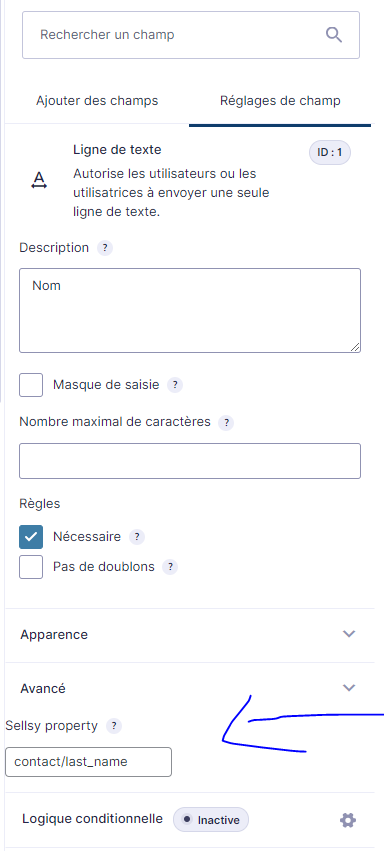 Rechercher un champ
Ajouter des champs
Réglages de champ
Ligne de texte
ID : 1
Autorise les utilisateurs ou les
utilisatrices à envoyer une seule
ligne de texte.
Description ?
Nom
Masque de saisie ?
Nombre maximal de caractères ?
Règles
Nécessaire ?
Pas de doublons ?
Apparence
Avancé
Sellsy property ?
contact/last_name
Logique conditionnelle
Inactive